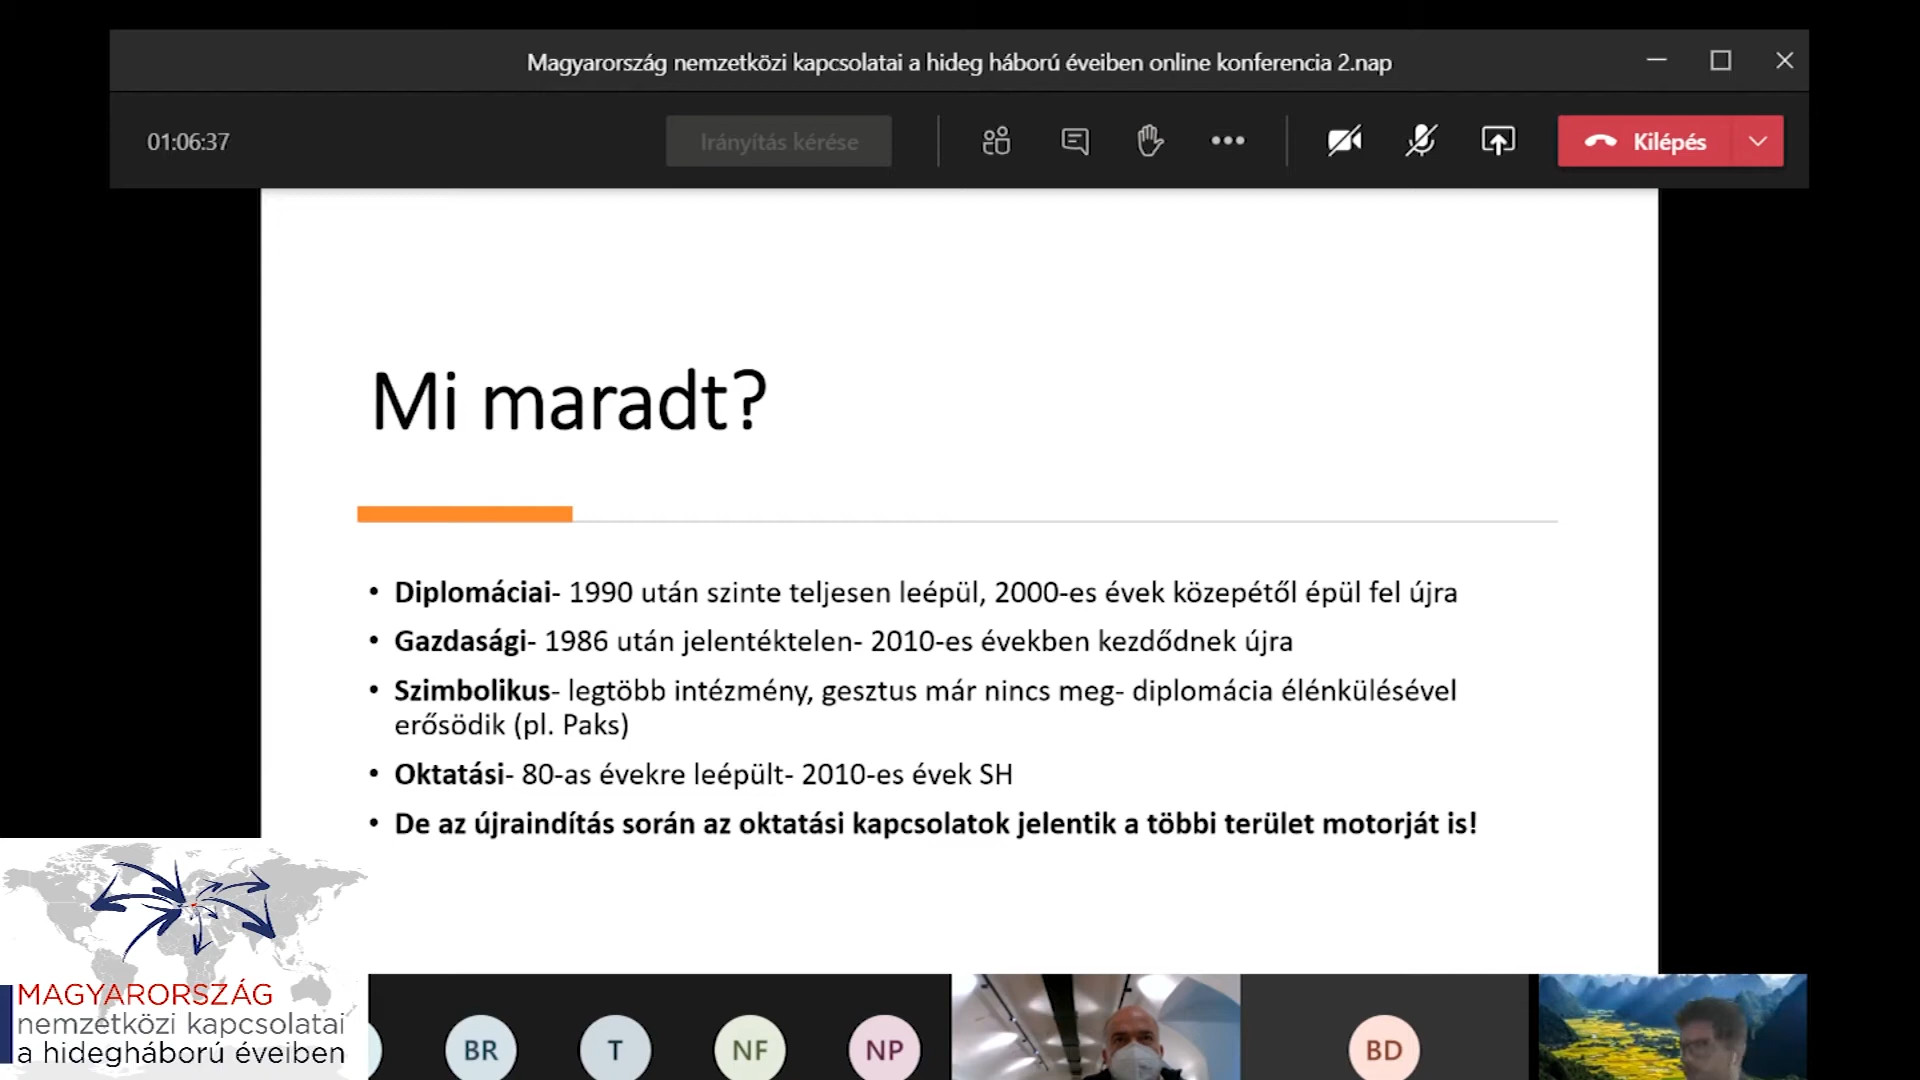 Magyarország nemzetközi kapcsolatai a hideg háború éveiben online konferencia 2.nap
01:06:37
Irányítás kérése
Kilépés
Mi maradt?
• Diplomáciai- 1990 után szinte teljesen leépül, 2000-es évek közepétől épül fel újra
• Gazdasági- 1986 után jelentéktelen- 2010-es években kezdődnek újra
• Szimbolikus- legtöbb intézmény, gesztus már nincs meg- diplomácia élénkülésével
erősödik (pl. Paks)
• Oktatási- 80-as évekre leépült- 2010-es évek SH
• De az újraindítás során az oktatási kapcsolatok jelentik a többi terület motorját is!
MAGYARORSZÁG
nemzetközi kapcsolatai
a hidegháború éveiben
BR T NF NP BD